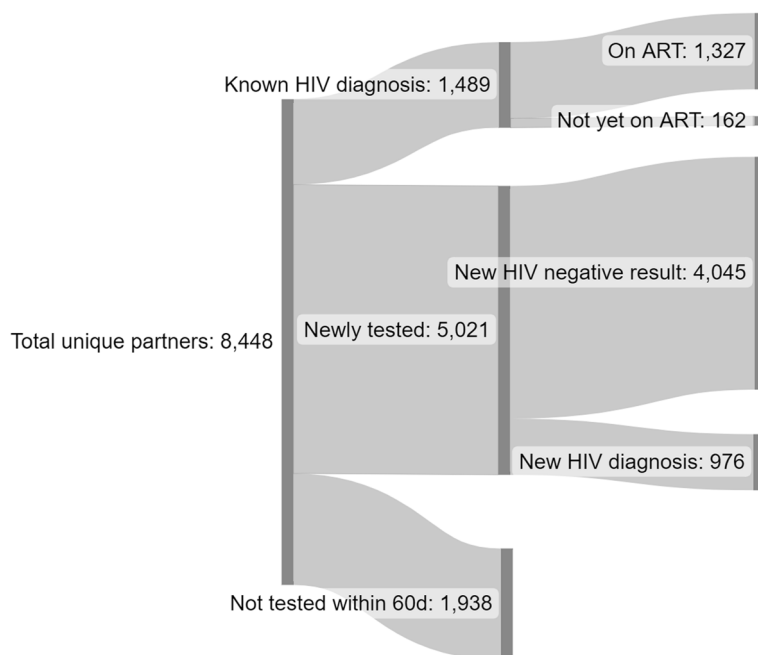 On ART: 1,327
Known HIV diagnosis: 1,489
Not yet on ART: 162
New HIV negative result: 4,045
Newly tested: 5,021
Total unique partners: 8,448
New HIV diagnosis: 976
Not tested within 60d: 1,938